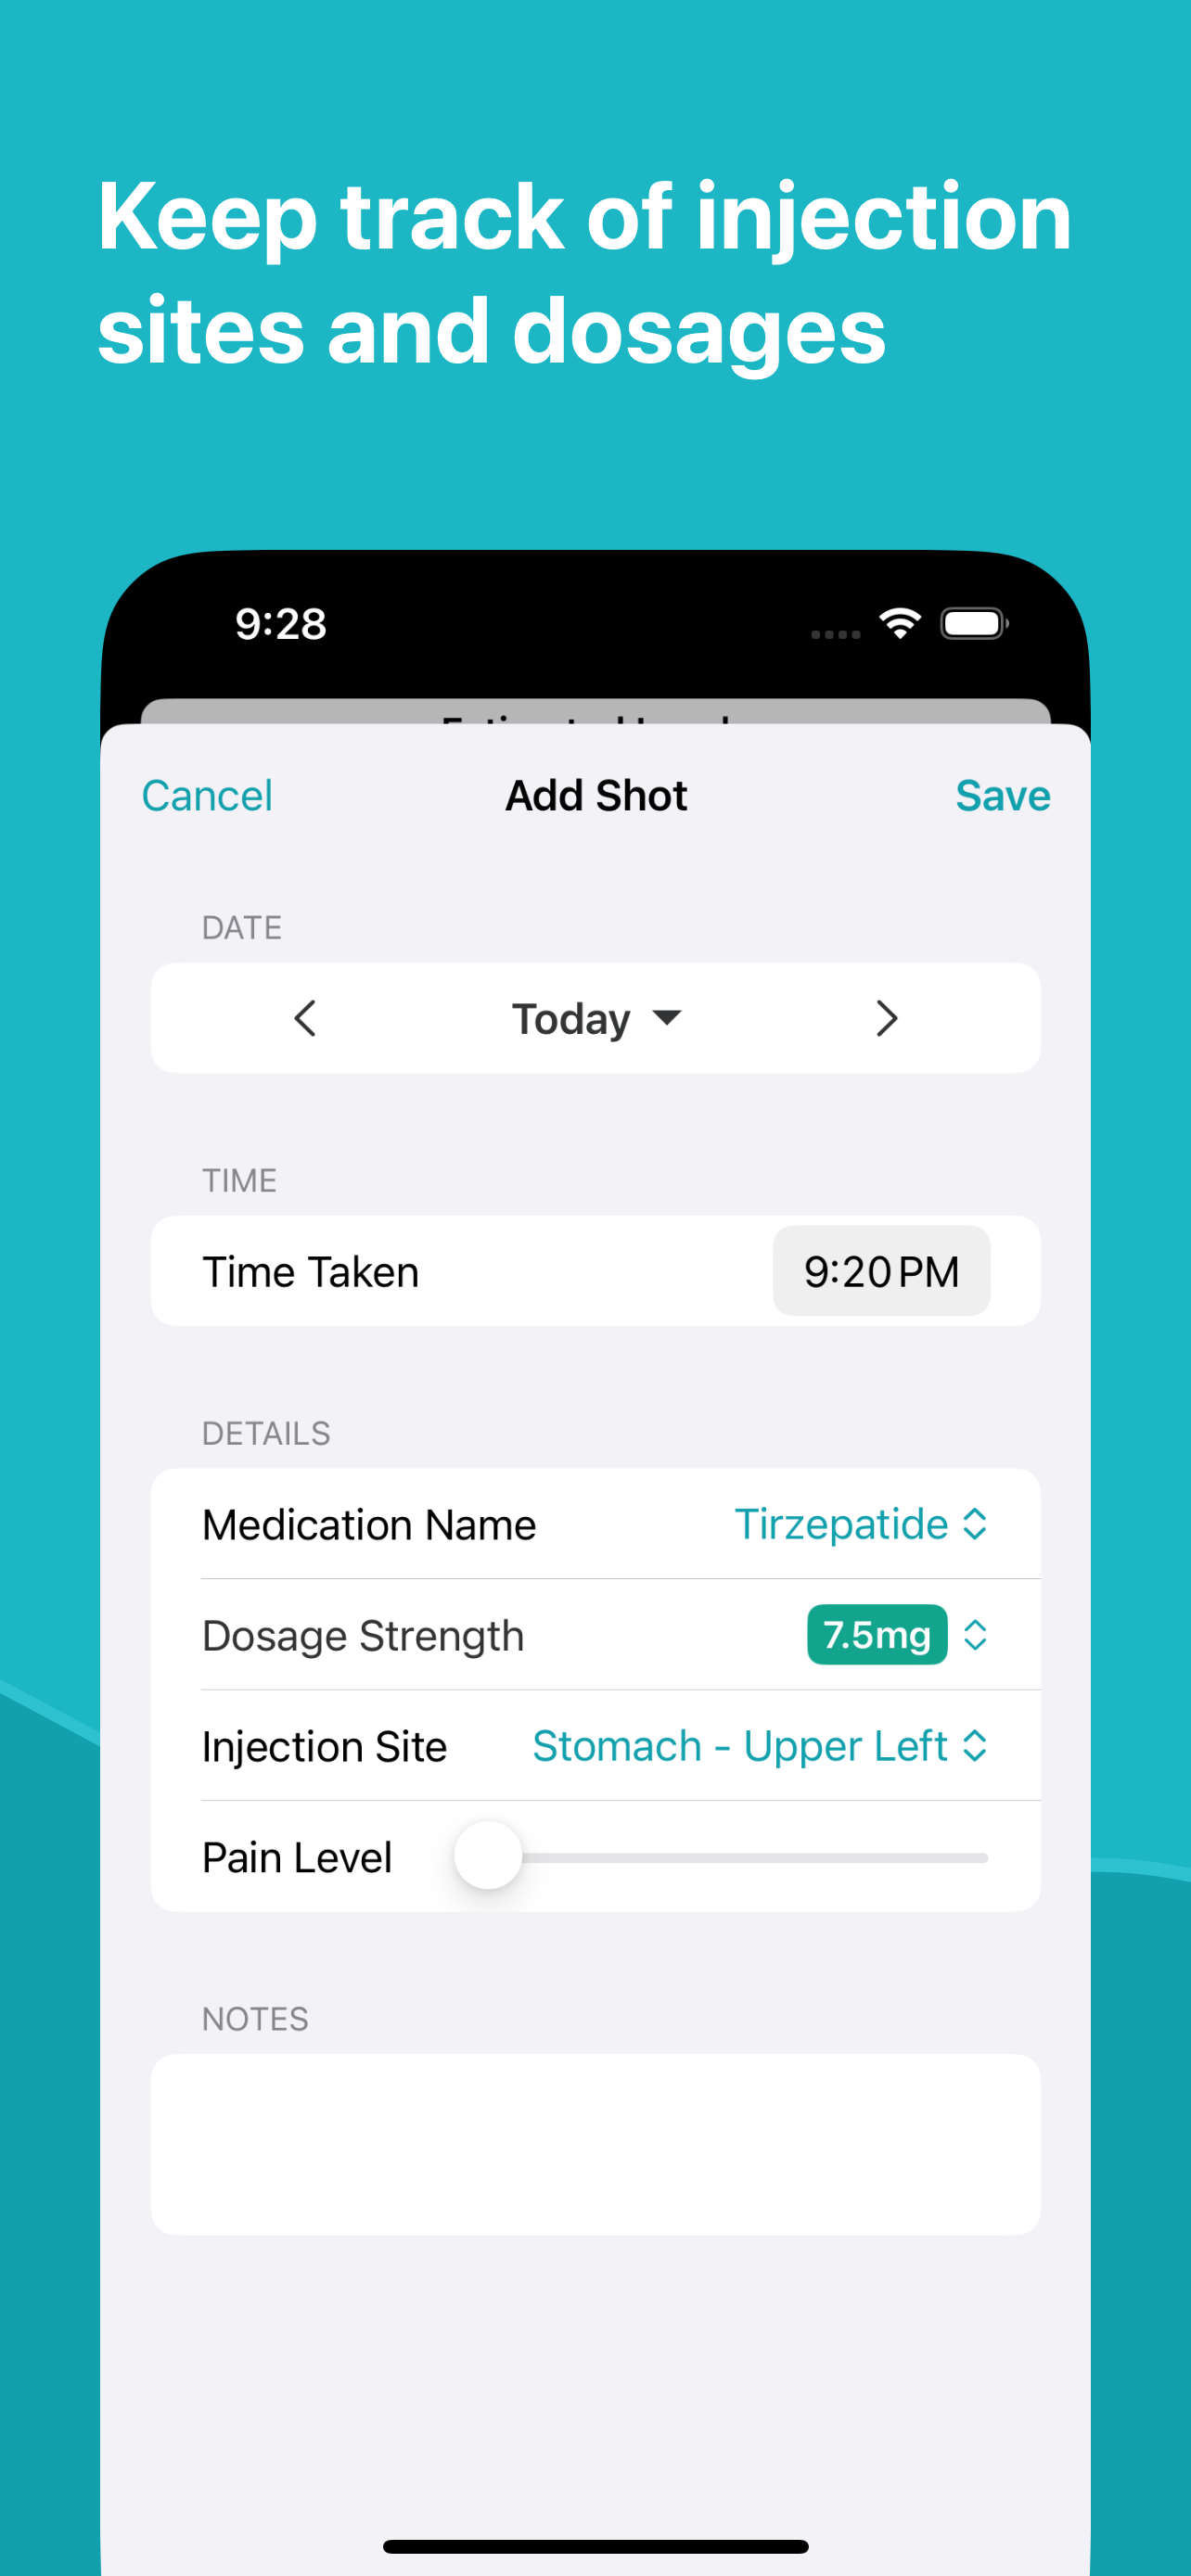 Keep track of injection
sites and dosages
9:28
Cancel
Add Shot
Save
DATE
Today
TIME
Time Taken
9:20 PM
DETAILS
Medication Name
Tirzepatide
Dosage Strength
7.5mg
Injection Site
Stomach - Upper Left
Pain Level
NOTES